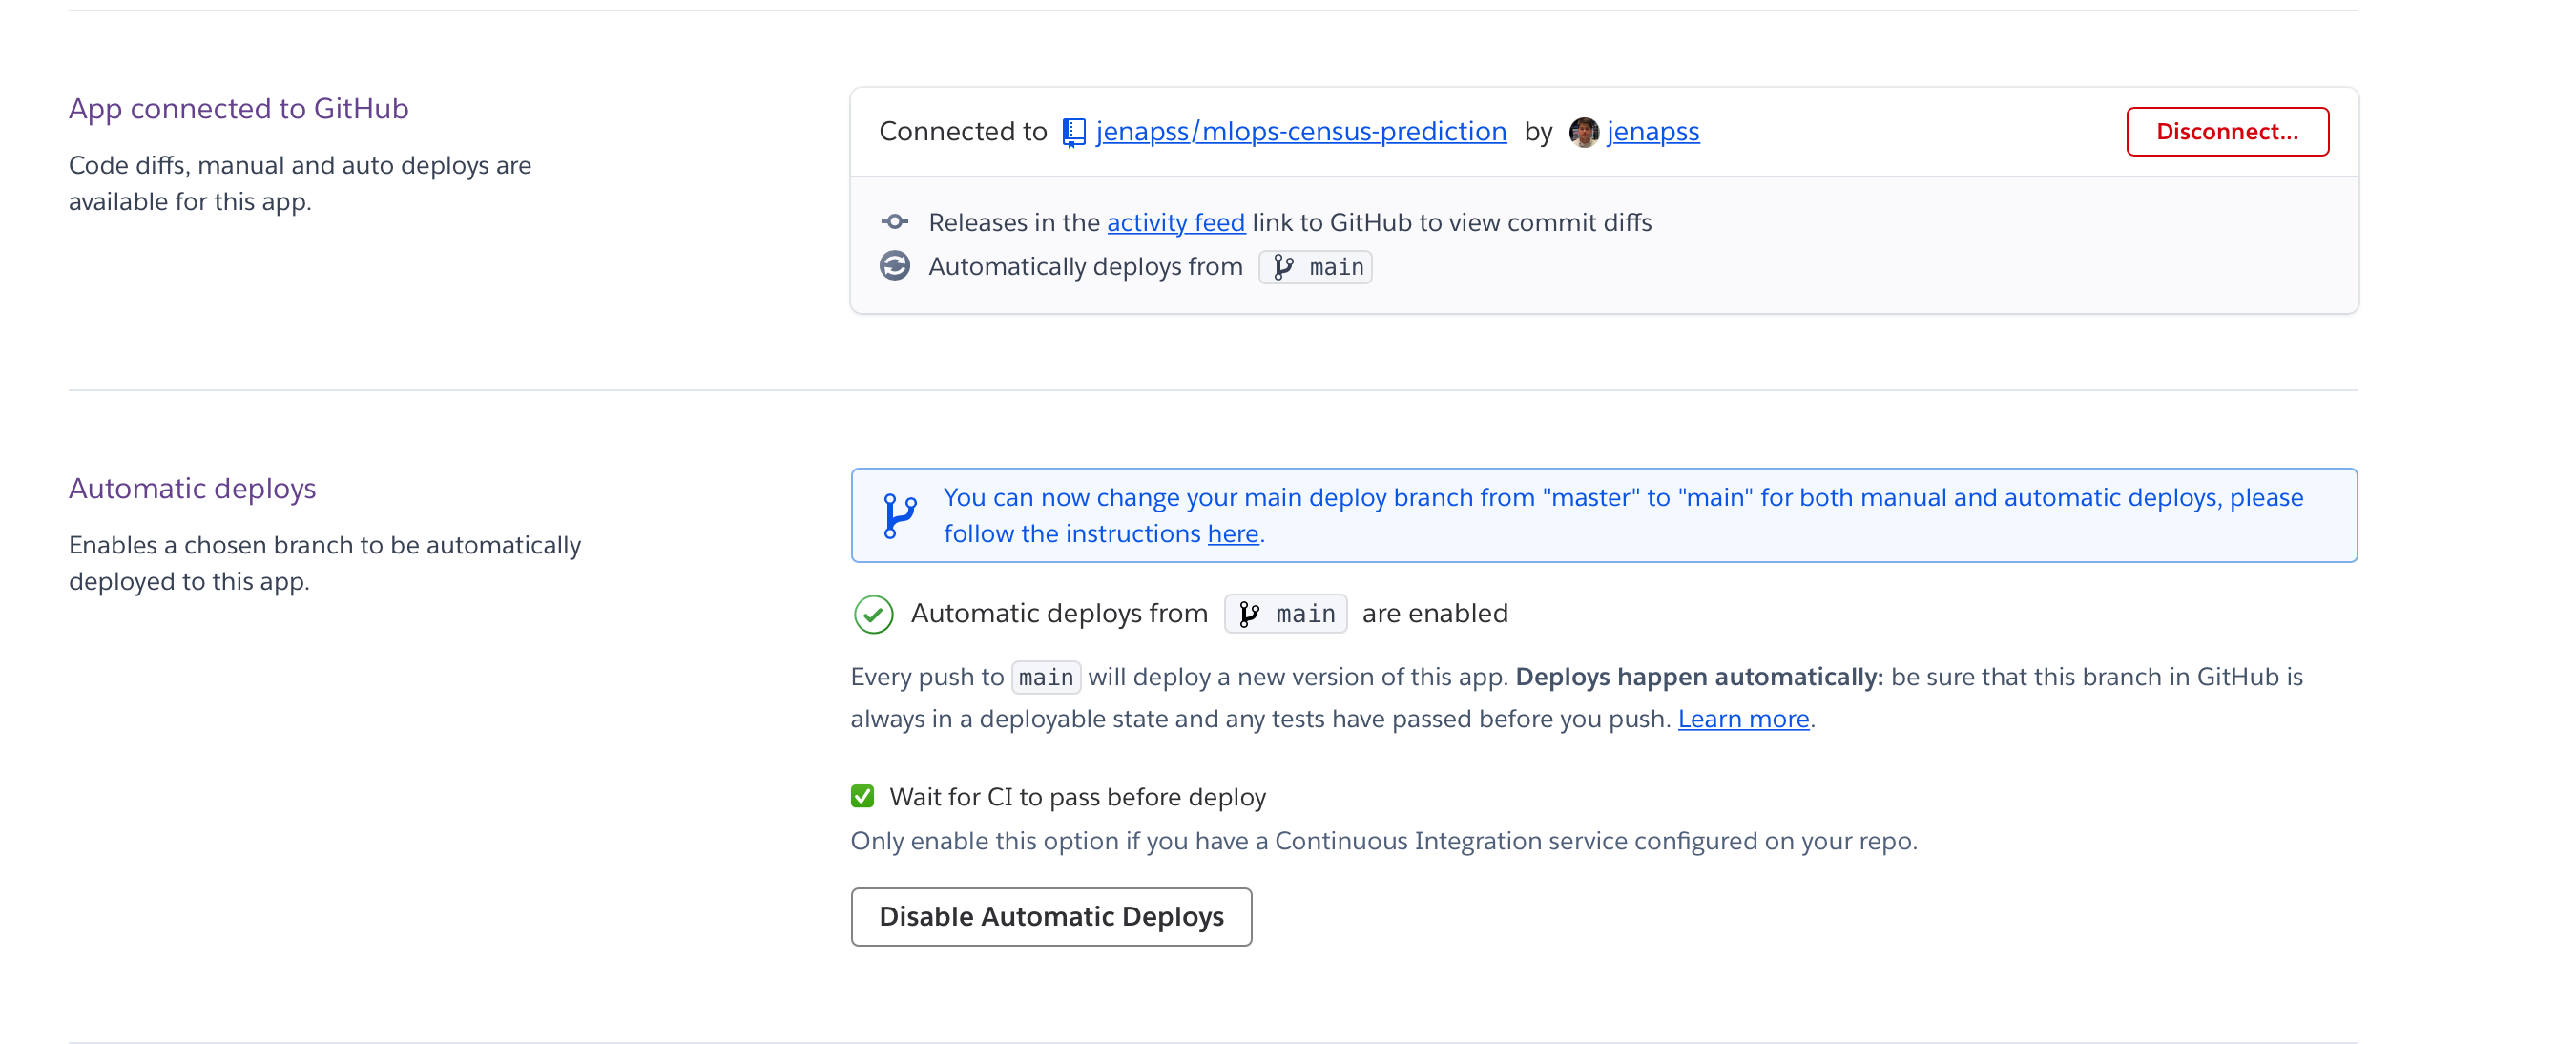 App connected to GitHub
Code diffs, manual and auto deploys are
available for this app.
Connected to jenapss/mlops-census-prediction by jenapss
Disconnect...
Releases in the activity feed link to GitHub to view commit diffs
Automatically deploys from main
Automatic deploys
Enables a chosen branch to be automatically
deployed to this app.
You can now change your main deploy branch from "master" to "main" for both manual and automatic deploys, please
follow the instructions here.
Automatic deploys from main are enabled
Every push to main will deploy a new version of this app. Deploys happen automatically: be sure that this branch in GitHub is
always in a deployable state and any tests have passed before you push. Learn more.
Wait for CI to pass before deploy
Only enable this option if you have a Continuous Integration service configured on your repo.
Disable Automatic Deploys